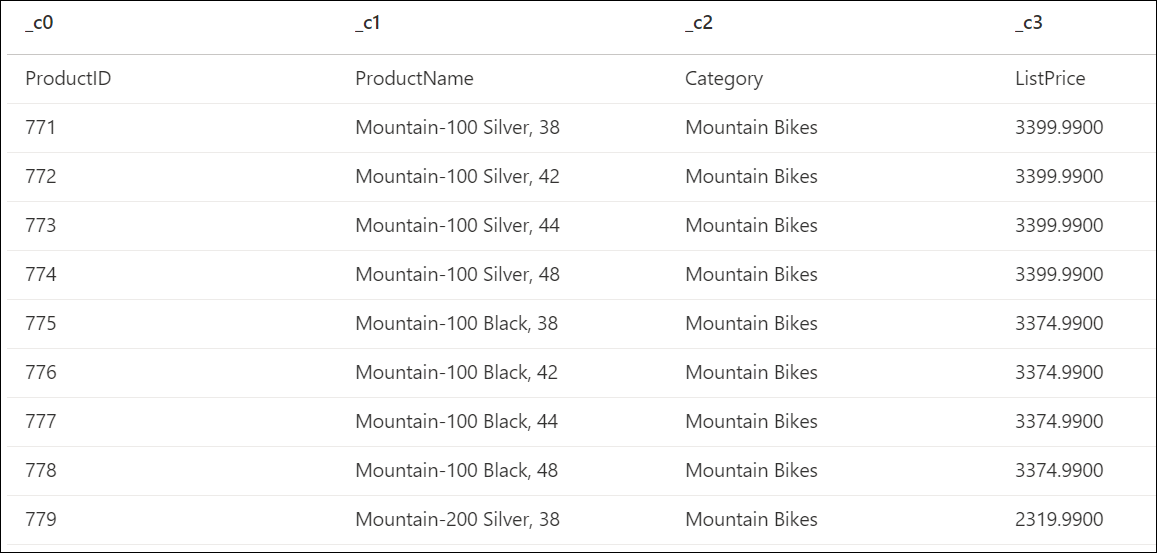 _c0 _c1 _c2 _c3
ProductID ProductName Category ListPrice
771 Mountain-100 Silver, 38 Mountain Bikes 3399.9900
772 Mountain-100 Silver, 42 Mountain Bikes 3399.9900
773 Mountain-100 Silver, 44 Mountain Bikes 3399.9900
774 Mountain-100 Silver, 48 Mountain Bikes 3399.9900
775 Mountain-100 Black, 38 Mountain Bikes 3374.9900
776 Mountain-100 Black, 42 Mountain Bikes 3374.9900
777 Mountain-100 Black, 44 Mountain Bikes 3374.9900
778 Mountain-100 Black, 48 Mountain Bikes 3374.9900
779 Mountain-200 Silver, 38 Mountain Bikes 2319.9900